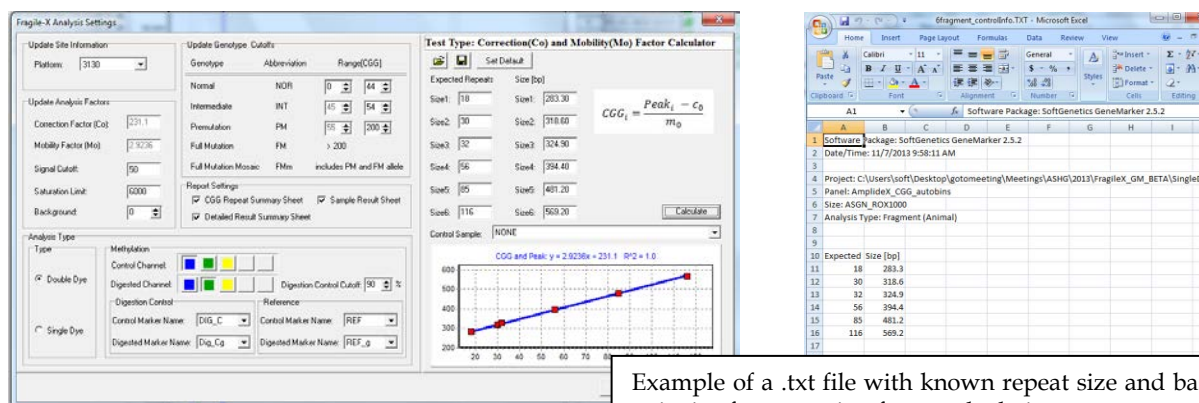 Fragile-X Analysis Settings
Update Site Information
Platform: 3130
Update Analysis Factors
Correction Factor (Co): 231.1
Mobility Factor (Mo): 2.9236
Signal Cutoff: 50
Saturation Limit: 6000
Background: 0
Update Genotype Cutoffs
Genotype Abbreviation Range[CGG]
Normal NOR 0 44
Intermediate INT 45 54
Premutation PM 55 200
Full Mutation FM > 200
Full Mutation Mosaic FMm includes PM and FM allele
Report Settings
CGG Repeat Summary Sheet Sample Result Sheet
Detailed Result Summary Sheet
Analysis Type
Type
Double Dye
Single Dye
Methylation
Control Channel:
Digested Channel: Digestion Control Cutoff: 90 %
Digestion Control
Control Marker Name: DIG_C
Digested Marker Name: Dig_Cg
Reference
Control Marker Name: REF
Digested Marker Name: REF_g
Test Type: Correction(Co) and Mobility(Mo) Factor Calculator
Set Default
Expected Repeats Size [bp]
Size1: 18 Size1: 283.30
Size2: 30 Size2: 318.60
Size3: 32 Size3: 324.90
Size4: 56 Size4: 394.40
Size5: 85 Size5: 481.20
Size6: 116 Size6: 569.20
CGGᵢ = (Peakᵢ − c₀) / m₀
Calculate
Control Sample: NONE
CGG and Peak: y = 2.9236x + 231.1 R^2 = 1.0
600
500
400
300
200
20 30 40 50 60 70
6fragment_controlInfo.TXT - Microsoft Excel
Home Insert Page Layout Formulas Data Review View
Paste
Calibri 11
General
Styles
Insert
Delete
Format
Clipboard Font Alignment Number Cells Editing
A1 fx Software Package: SoftGenetics GeneMarker 2.5.2
A B C D E F G H I
1 Software Package: SoftGenetics GeneMarker 2.5.2
2 Date/Time: 11/7/2013 9:58:11 AM
3
4 Project: C:\Users\soft\Desktop\gotomeeting\Meetings\ASHG\2013\FragileX_GM_BETA\SingleD
5 Panel: AmplideX_CGG_autobins
6 Size: ASGN_ROX1000
7 Analysis Type: Fragment (Animal)
8
9
10 Expected Size [bp]
11 18 283.3
12 30 318.6
13 32 324.9
14 56 394.4
15 85 481.2
16 116 569.2
17
Example of a .txt file with known repeat size and ba